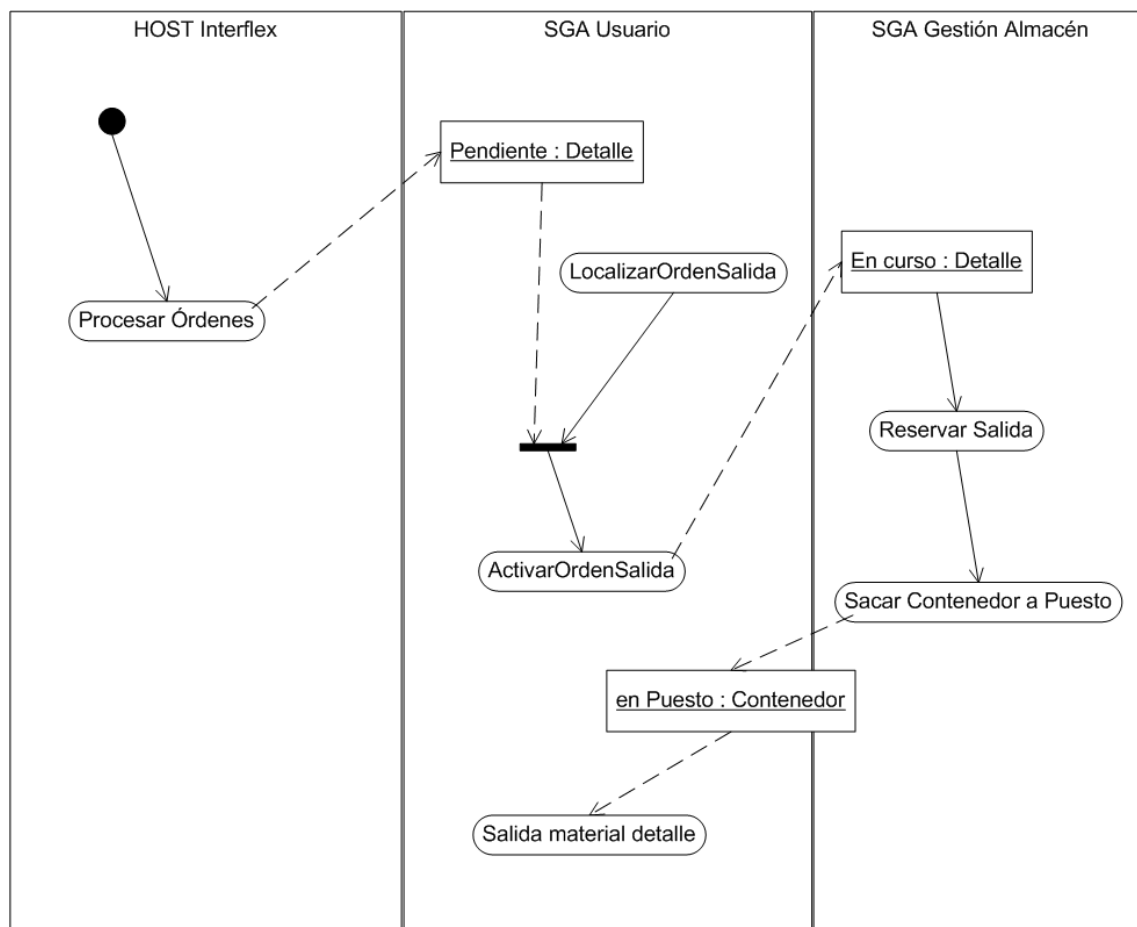 HOST Interflex
SGA Usuario
SGA Gestión Almacén
Pendiente : Detalle
LocalizarOrdenSalida
En curso : Detalle
Procesar Órdenes
Reservar Salida
ActivarOrdenSalida
Sacar Contenedor a Puesto
en Puesto : Contenedor
Salida material detalle